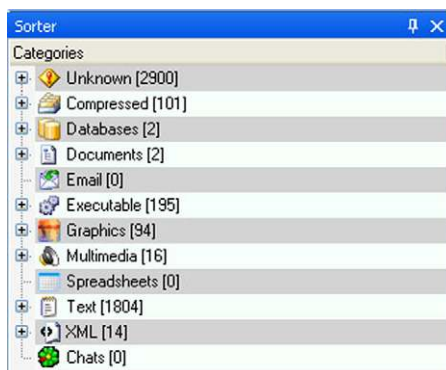 Sorter
Categories
Unknown [2900]
Compressed [101]
Databases [2]
Documents [2]
Email [0]
Executable [195]
Graphics [94]
Multimedia [16]
Spreadsheets [0]
Text [1804]
XML [14]
Chats [0]